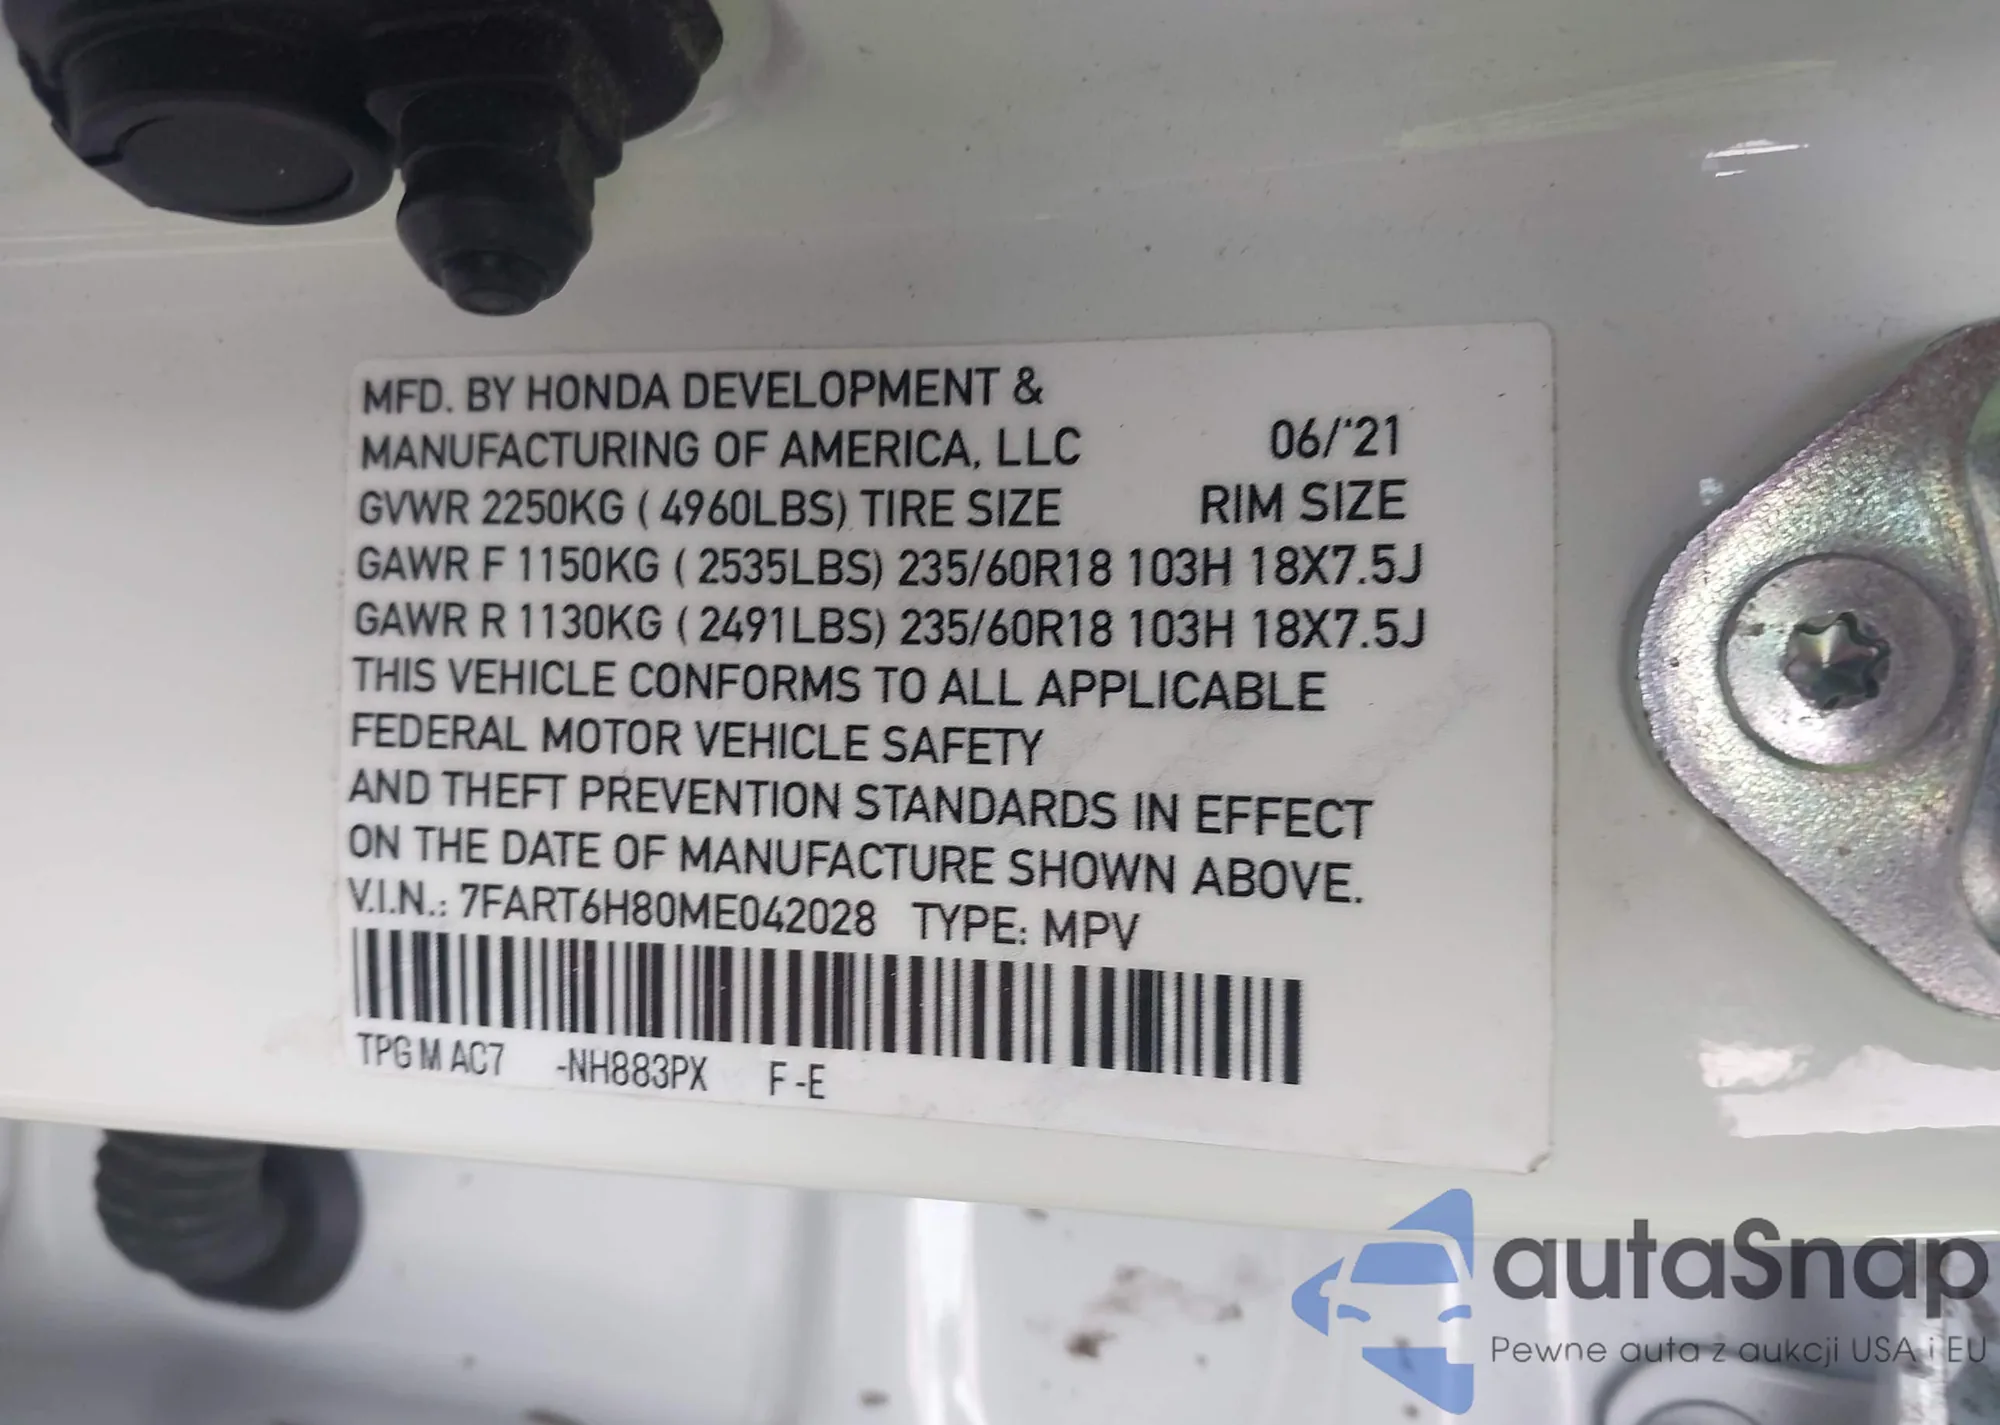 MFD. BY HONDA DEVELOPMENT &
MANUFACTURING OF AMERICA, LLC 06/'21
GVWR 2250KG ( 4960LBS) TIRE SIZE RIM SIZE
GAWR F 1150KG ( 2535LBS) 235/60R18 103H 18X7.5J
GAWR R 1130KG ( 2491LBS) 235/60R18 103H 18X7.5J
THIS VEHICLE CONFORMS TO ALL APPLICABLE
FEDERAL MOTOR VEHICLE SAFETY
AND THEFT PREVENTION STANDARDS IN EFFECT
ON THE DATE OF MANUFACTURE SHOWN ABOVE.
V.I.N.: 7FART6H80ME042028 TYPE: MPV
TPG M AC7 -NH883PX F -E
autaSnap
Pewne auta z aukcji USA i EU